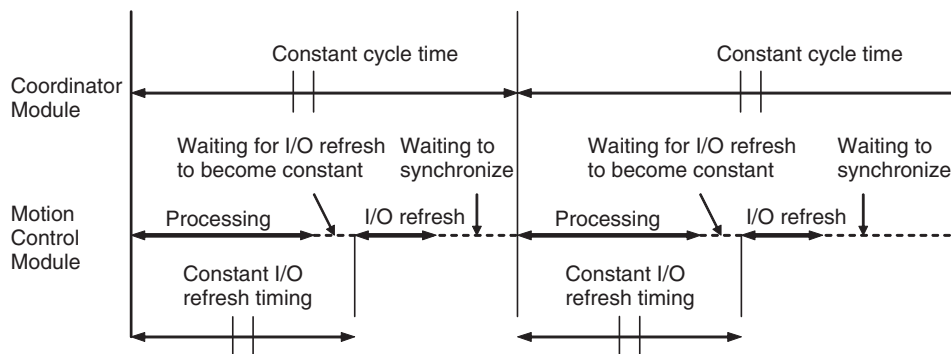 Constant cycle time
Constant cycle time
Coordinator
Module
Waiting for I/O refresh
to become constant
Waiting to
synchronize
Waiting for I/O refresh
to become constant
Waiting to
synchronize
Motion
Control
Module
Processing
I/O refresh
Processing
I/O refresh
Constant I/O
refresh timing
Constant I/O
refresh timing